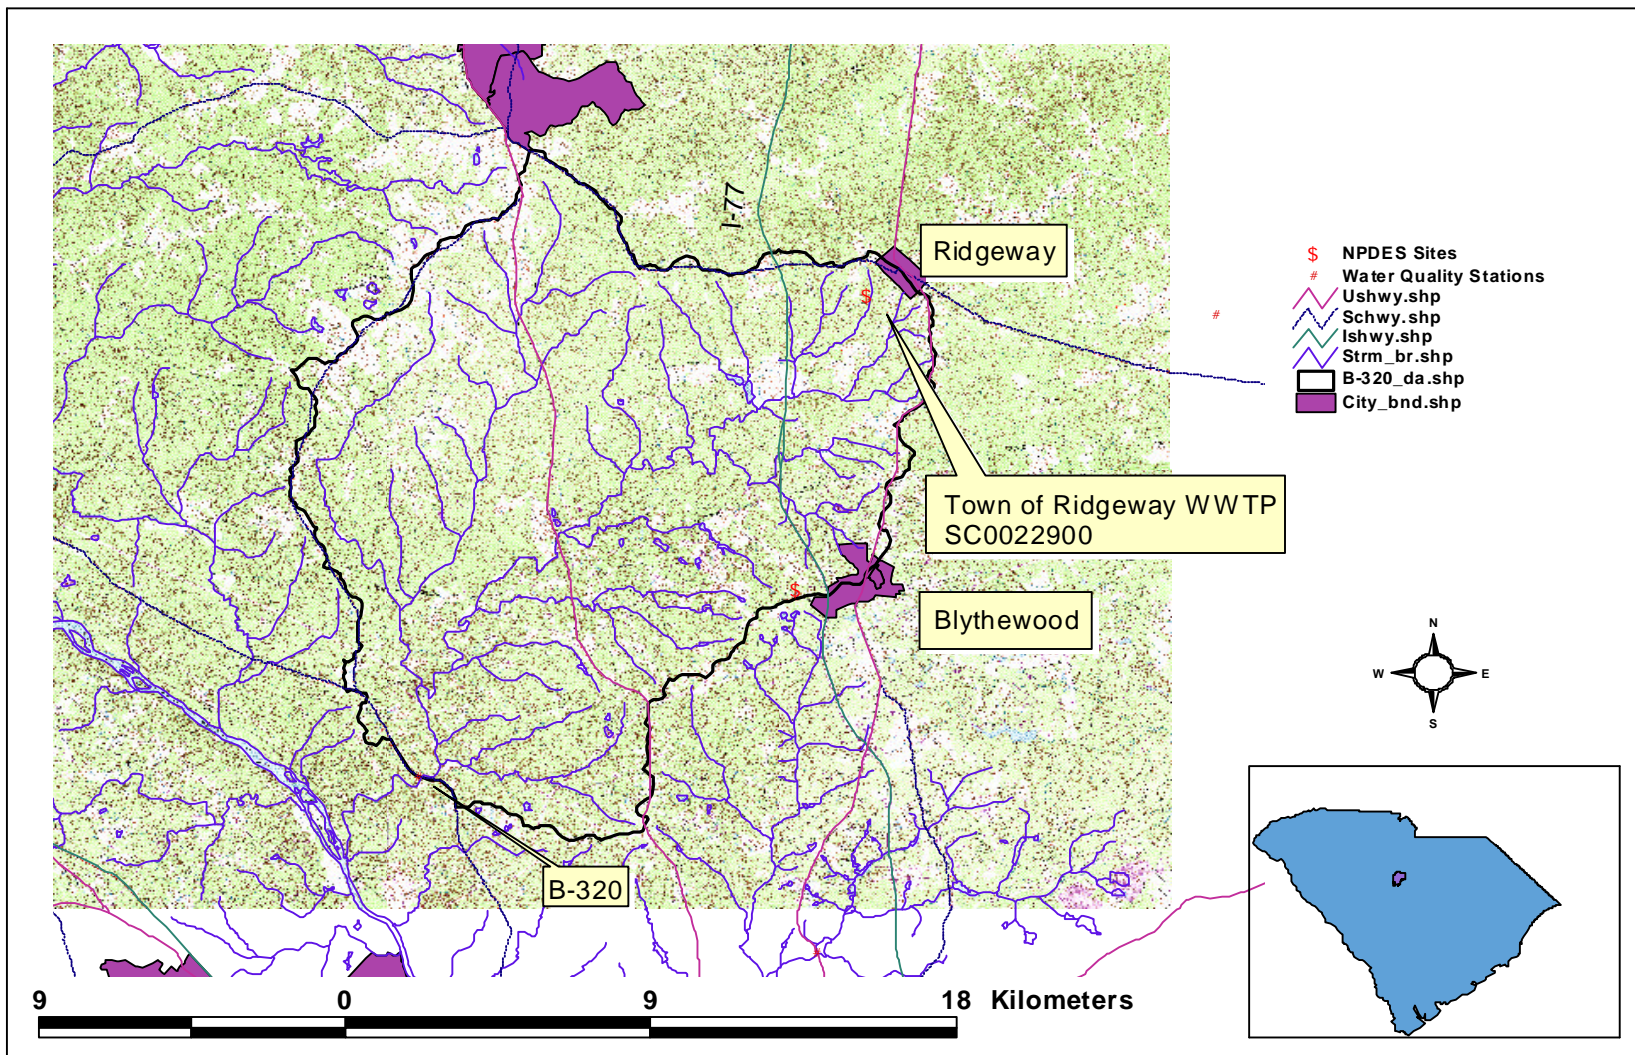 I-77
Ridgeway
Town of Ridgeway WWTP
SC0022900
Blythewood
B-320
$ NPDES Sites
# Water Quality Stations
Ushwy.shp
Schwy.shp
Ishwy.shp
Strm_br.shp
B-320_da.shp
City_bnd.shp
N
W E
S
9 0 9 18 Kilometers